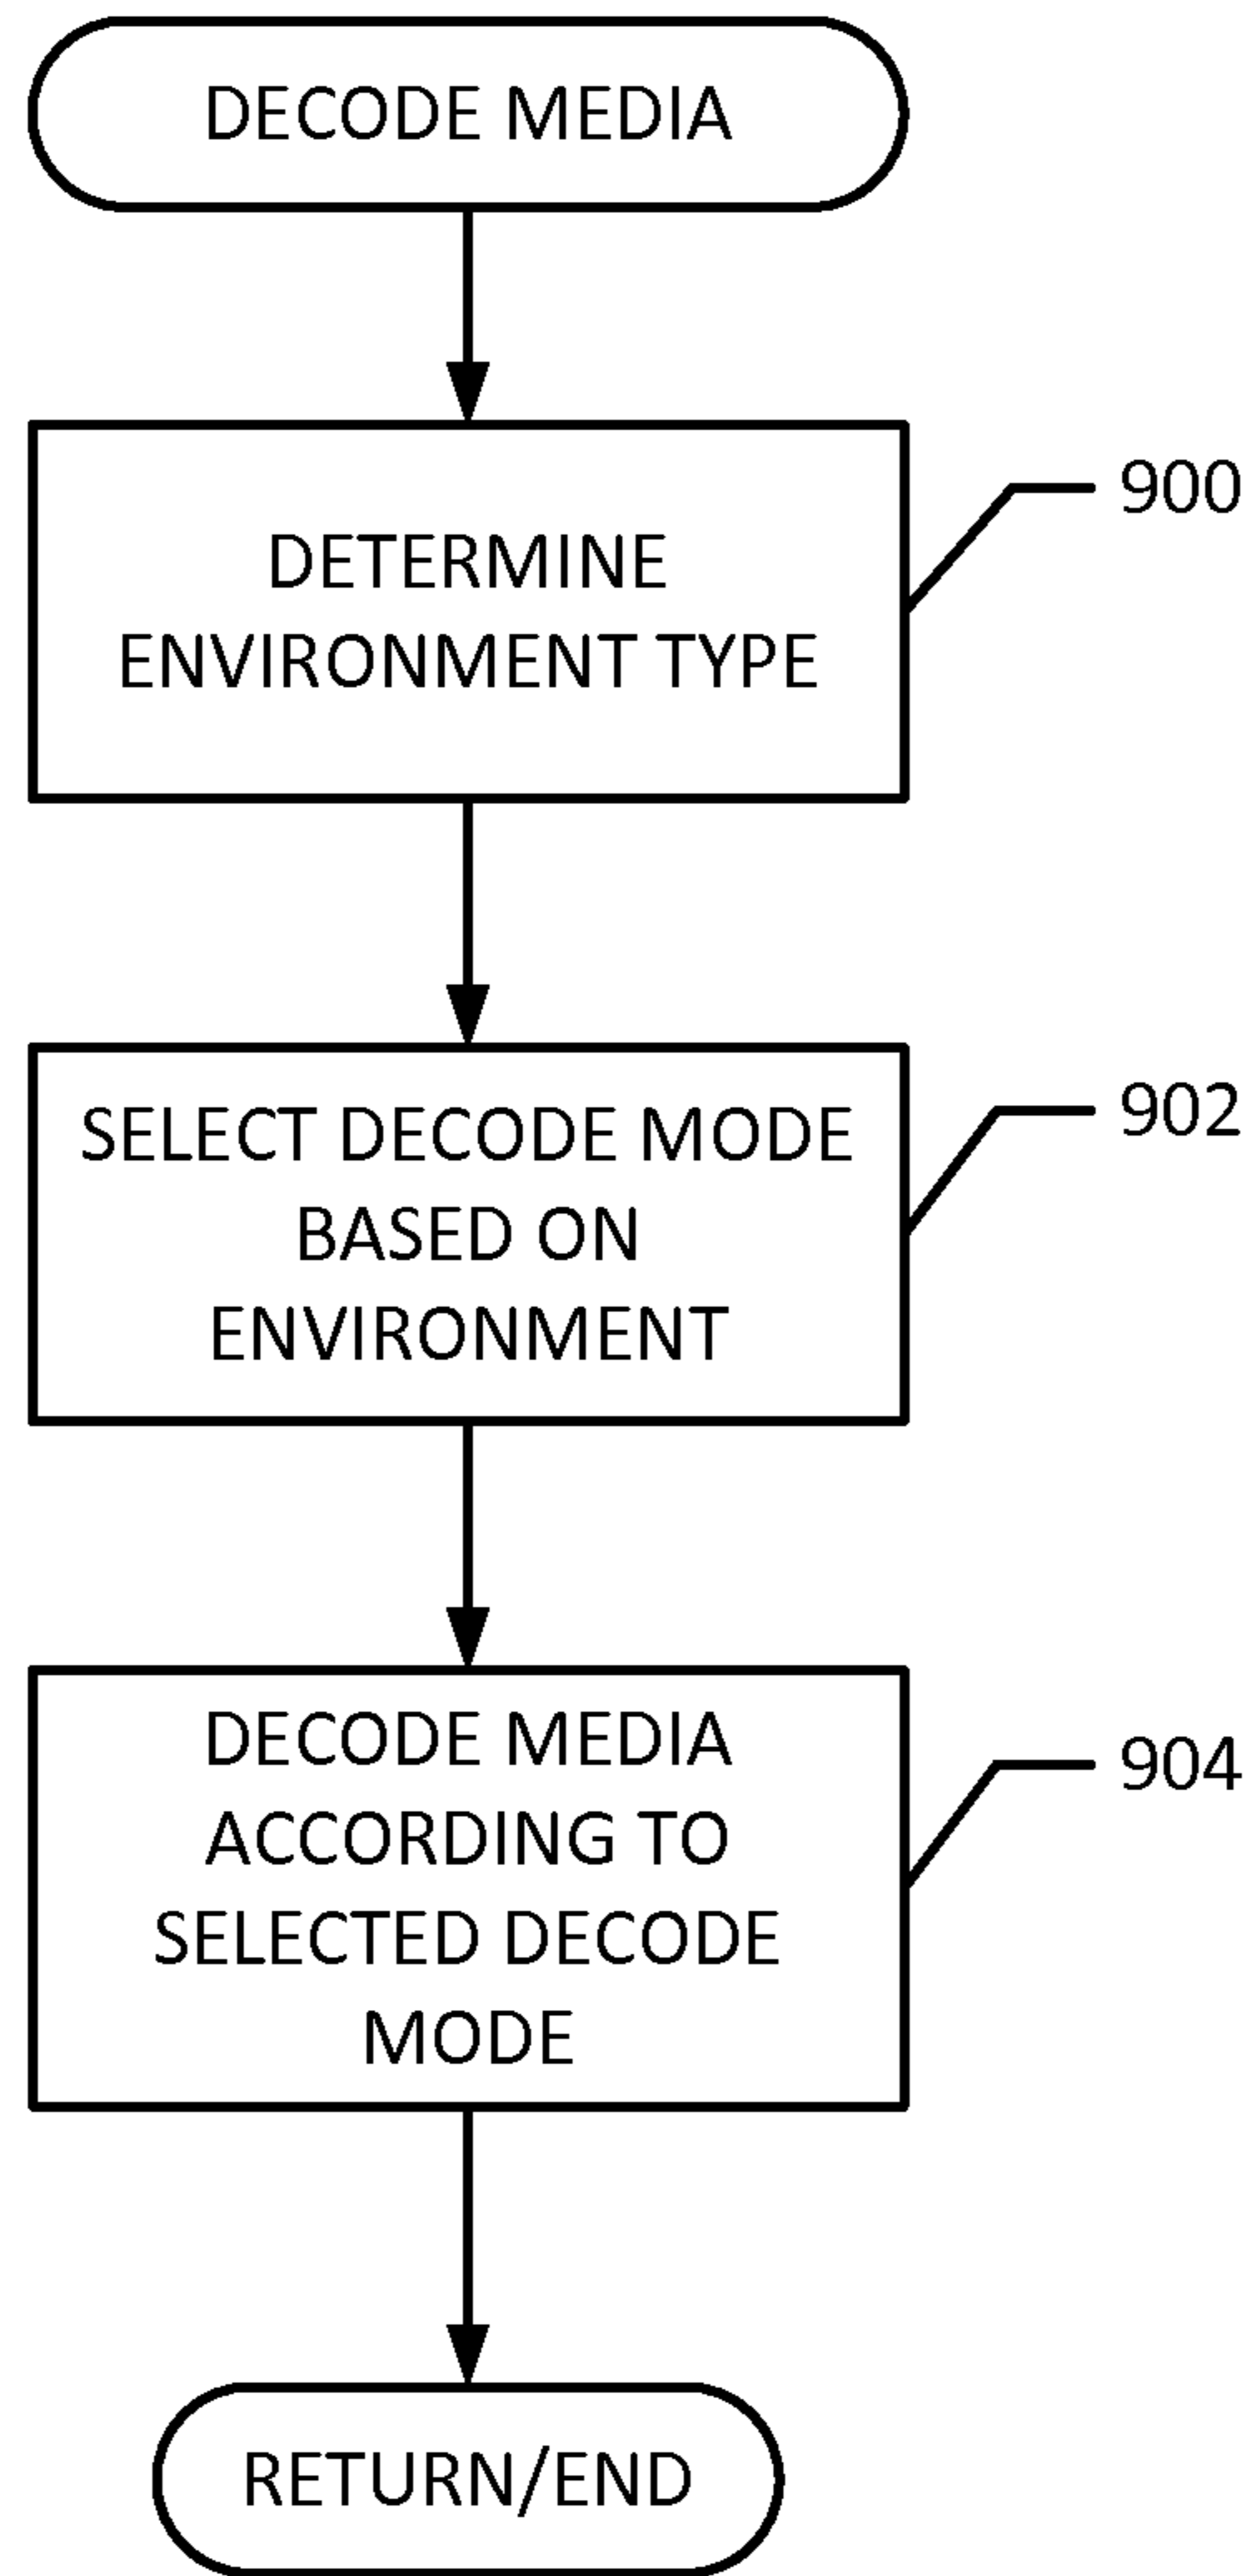 DECODE MEDIA
DETERMINE
ENVIRONMENT TYPE
900
SELECT DECODE MODE
BASED ON
ENVIRONMENT
902
DECODE MEDIA
ACCORDING TO
SELECTED DECODE
MODE
904
RETURN/END